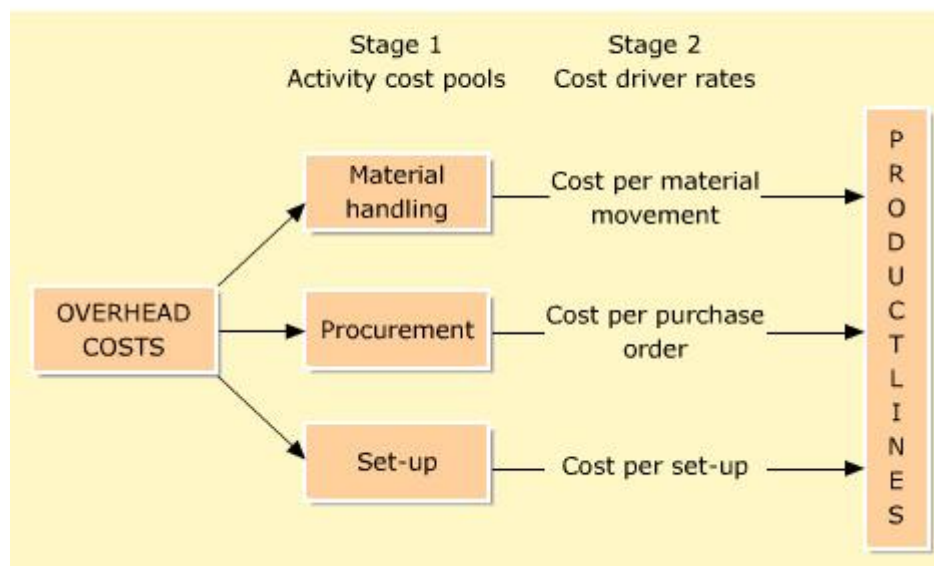 Stage 1
Activity cost pools
Stage 2
Cost driver rates
OVERHEAD
COSTS
Material
handling
Cost per material
movement
Procurement
Cost per purchase
order
Set-up
Cost per set-up
P
R
O
D
U
C
T
L
I
N
E
S